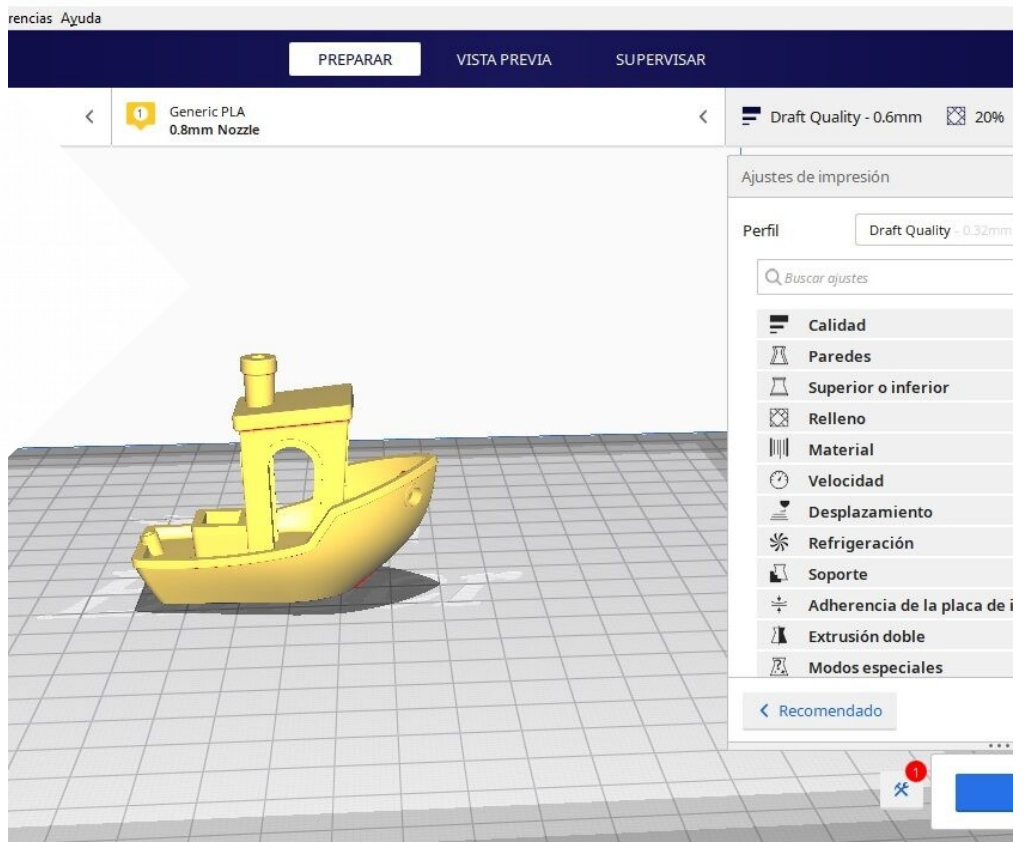 rencias Ayuda
PREPARAR VISTA PREVIA SUPERVISAR
1 Generic PLA
0.8mm Nozzle
Draft Quality - 0.6mm 20%
Ajustes de impresión
Perfil Draft Quality - 0.32mm
Buscar ajustes
Calidad
Paredes
Superior o inferior
Relleno
Material
Velocidad
Desplazamiento
Refrigeración
Soporte
Adherencia de la placa de i
Extrusión doble
Modos especiales
Recomendado
1